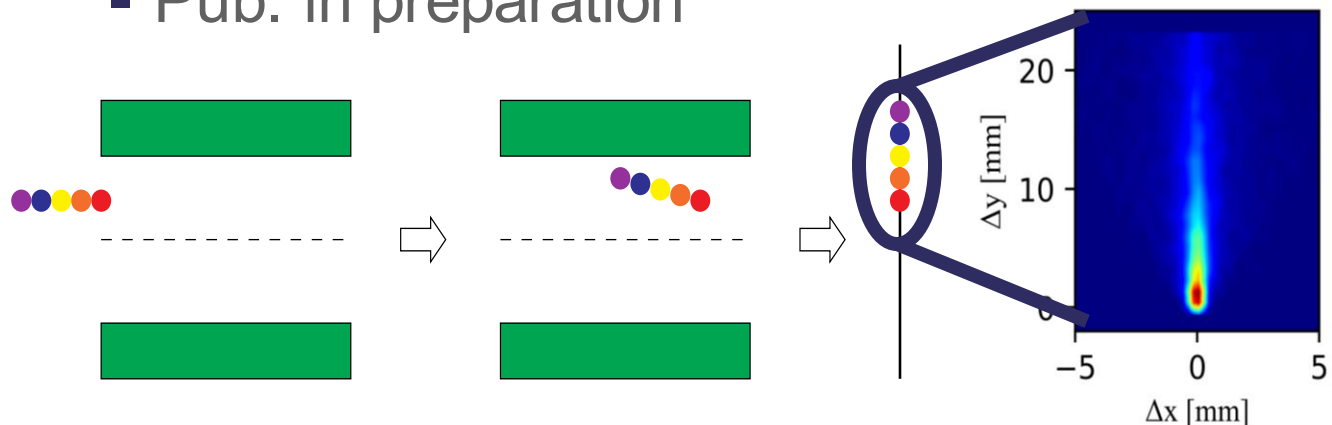 ▪ Pub. in preparation
20
10
0
Δy [mm]
−5 0 5
Δx [mm]